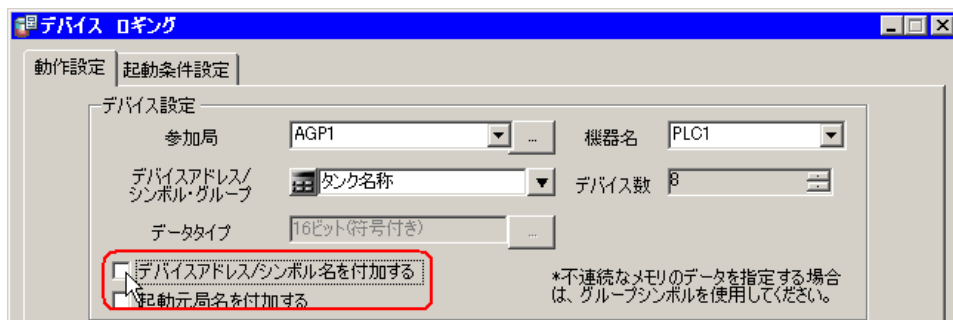 デバイス ロギング
動作設定 起動条件設定
デバイス設定
参加局 AGP1 ... 機器名 PLC1
デバイスアドレス/
シンボル・グループ タンク名称 デバイス数 8
データタイプ 16ビット(符号付き) ...
デバイスアドレス/シンボル名を付加する
起動元局名を付加する
*不連続なメモリのデータを指定する場合
は、グループシンボルを使用してください。